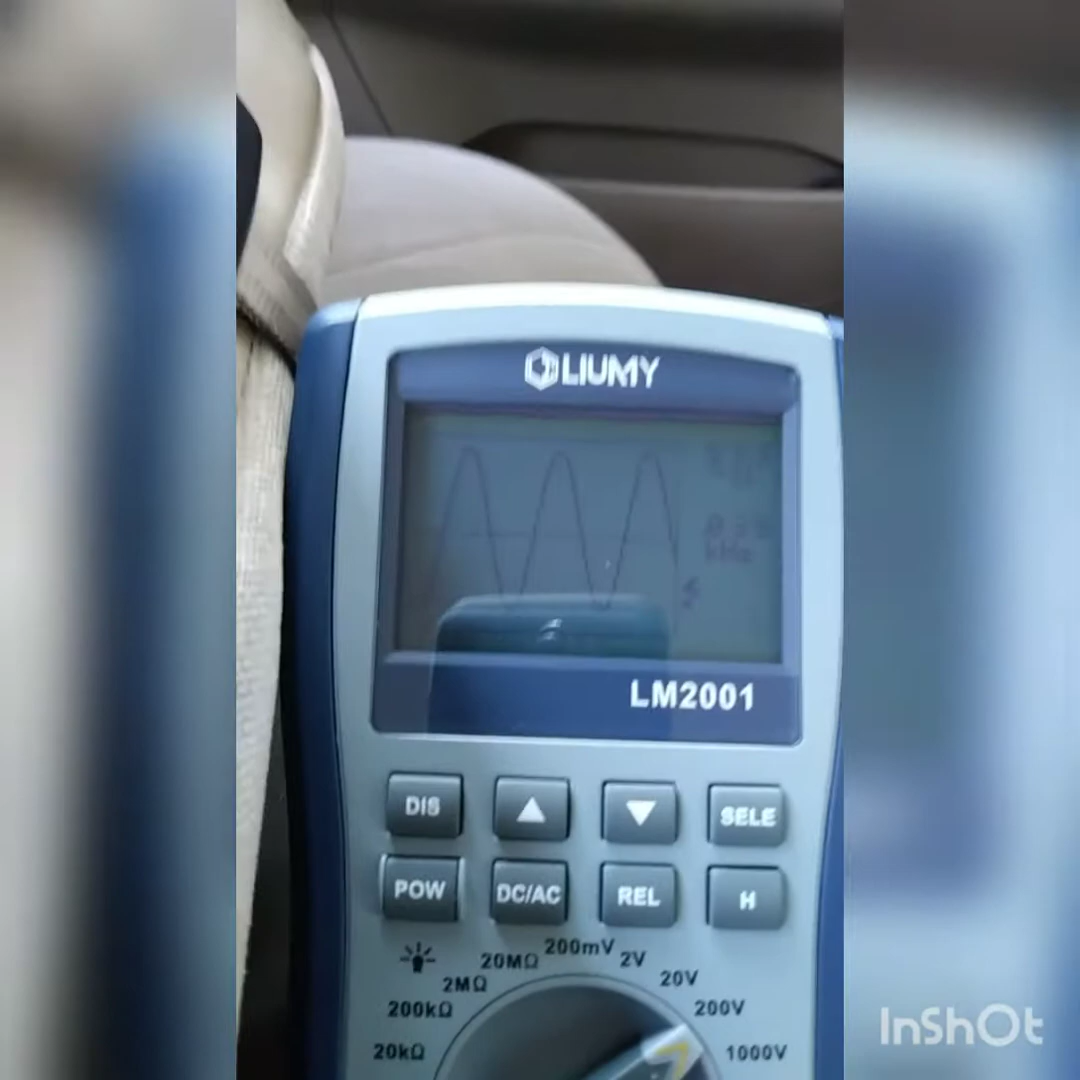 LIUMY
LM2001
DIS ▲ ▼ SELE
POW DC/AC REL H
200mV
20MΩ 2V
2MΩ 20V
200kΩ 200V
20kΩ 1000V
InShOt